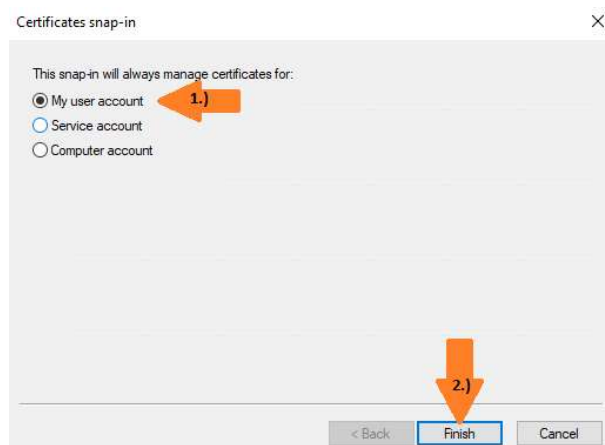 Certificates snap-in
This snap-in will always manage certificates for:
My user account
1.)
Service account
Computer account
2.)
< Back
Finish
Cancel